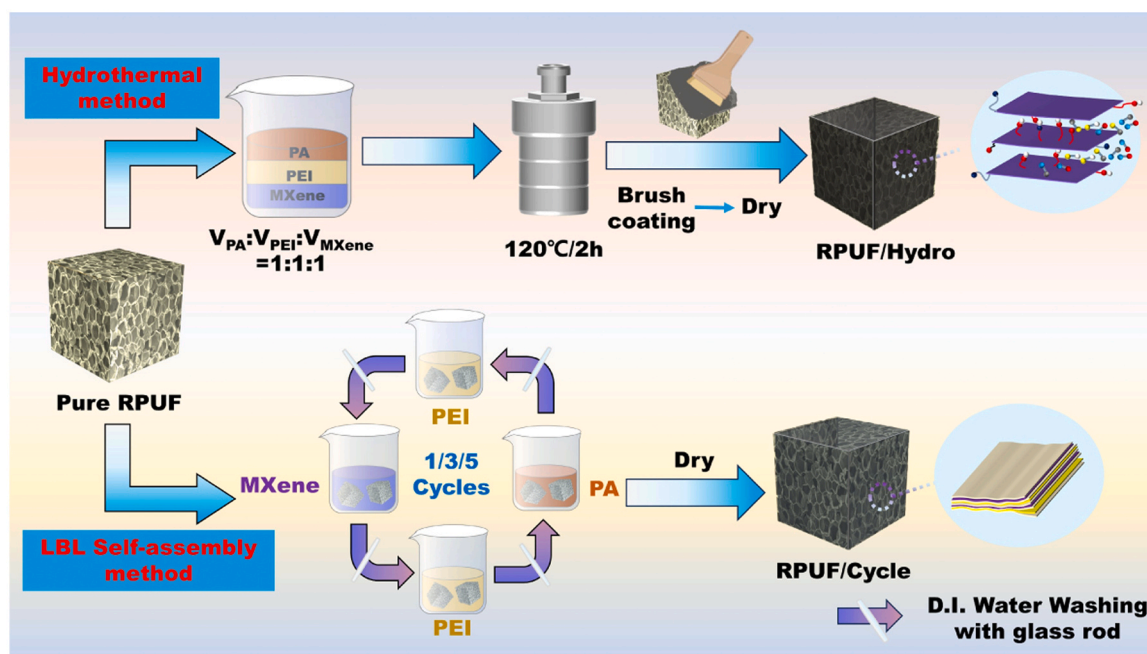 Hydrothermal
method
PA
PEI
MXene
VPA:VPEI:VMXene
=1:1:1
120℃/2h
Brush
coating
Dry
RPUF/Hydro
Pure RPUF
PEI
MXene
1/3/5
Cycles
PA
PEI
Dry
RPUF/Cycle
LBL Self-assembly
method
D.I. Water Washing
with glass rod